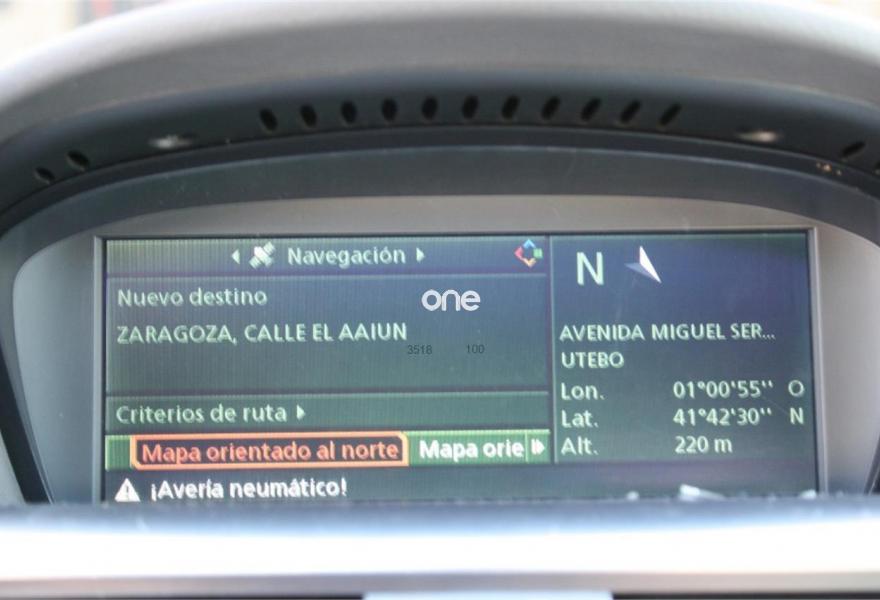 Navegación
Nuevo destino
ZARAGOZA, CALLE EL AAIUN
Criterios de ruta
Mapa orientado al norte
Mapa orie
¡Avería neumático!
one
3518 100
N
AVENIDA MIGUEL SER...
UTEBO
Lon. 01°00'55'' O
Lat. 41°42'30'' N
Alt. 220 m